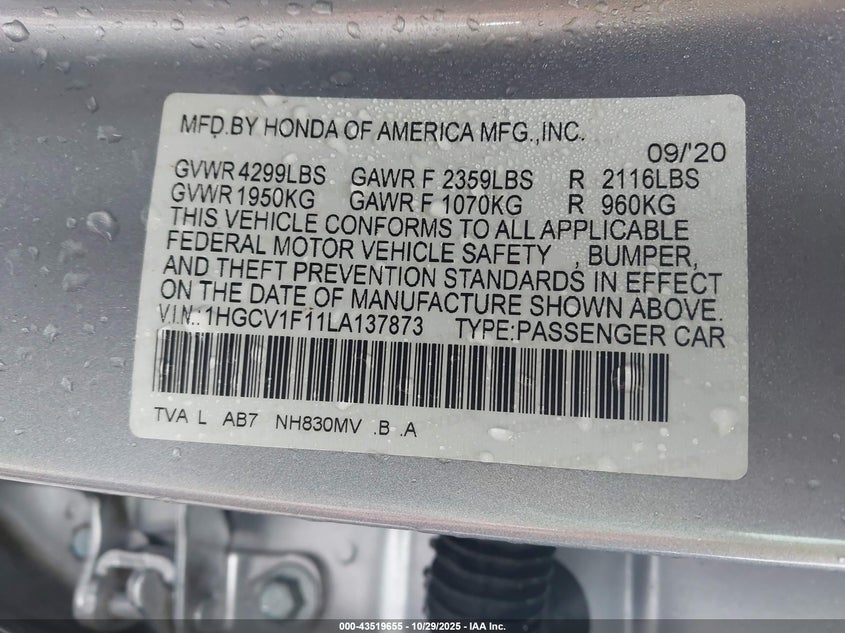 MFD.BY HONDA OF AMERICA MFG.,INC.
09/'20
GVWR 4299LBS GAWR F 2359LBS R 2116LBS
GVWR 1950KG GAWR F 1070KG R 960KG
THIS VEHICLE CONFORMS TO ALL APPLICABLE
FEDERAL MOTOR VEHICLE SAFETY , BUMPER,
AND THEFT PREVENTION STANDARDS IN EFFECT
ON THE DATE OF MANUFACTURE SHOWN ABOVE.
V.I.N.:1HGCV1F11LA137873 TYPE:PASSENGER CAR
TVA L AB7 NH830MV .B .A
000-43519655 - 10/29/2025 - IAA Inc.